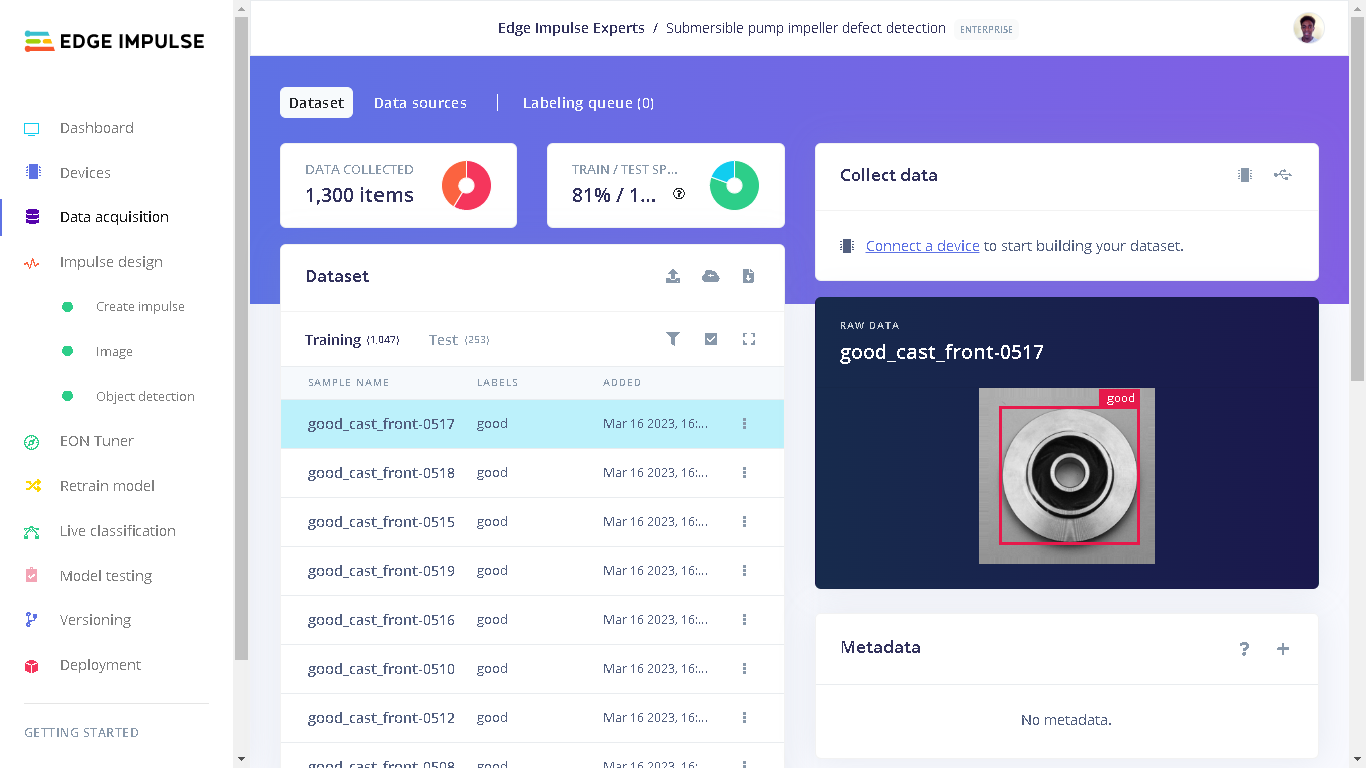 EDGE IMPULSE
Edge Impulse Experts / Submersible pump impeller defect detection ENTERPRISE
Dashboard
Devices
Data acquisition
Impulse design
Create impulse
Image
Object detection
EON Tuner
Retrain model
Live classification
Model testing
Versioning
Deployment
GETTING STARTED
Dataset Data sources | Labeling queue (0)
DATA COLLECTED
1,300 items
TRAIN / TEST SP...
81% / 1... ?
Dataset
Training (1,047) Test (253)
SAMPLE NAME LABELS ADDED
good_cast_front-0517 good Mar 16 2023, 16:...
good_cast_front-0518 good Mar 16 2023, 16:...
good_cast_front-0515 good Mar 16 2023, 16:...
good_cast_front-0519 good Mar 16 2023, 16:...
good_cast_front-0516 good Mar 16 2023, 16:...
good_cast_front-0510 good Mar 16 2023, 16:...
good_cast_front-0512 good Mar 16 2023, 16:...
good_cast_front-0508 good Mar 16 2023, 16:...
Collect data
Connect a device to start building your dataset.
RAW DATA
good_cast_front-0517
good
Metadata ? +
No metadata.